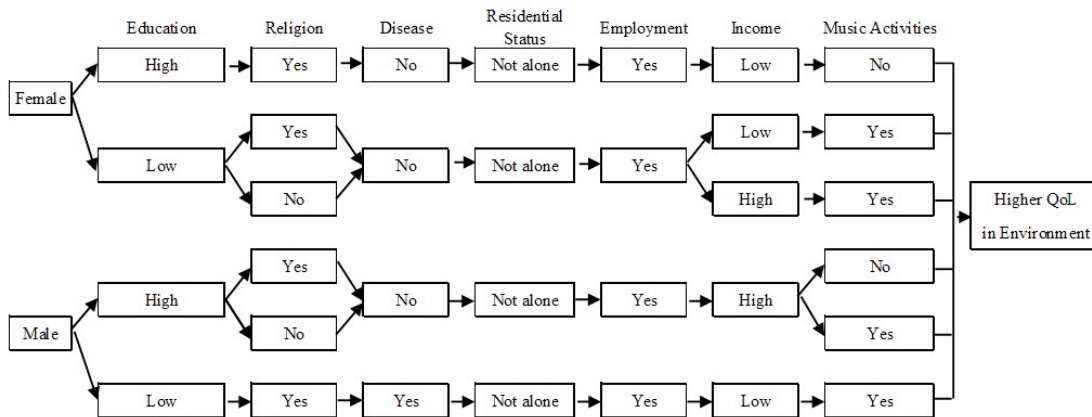 Education Religion Disease Residential Status Employment Income Music Activities
Female
High Yes No Not alone Yes Low No
Low
Yes
No
No Not alone Yes
Low Yes
High Yes
Male
High
Yes
No
No Not alone Yes High
No
Yes
Low Yes Yes Not alone Yes Low Yes
Higher QoL
in Environment